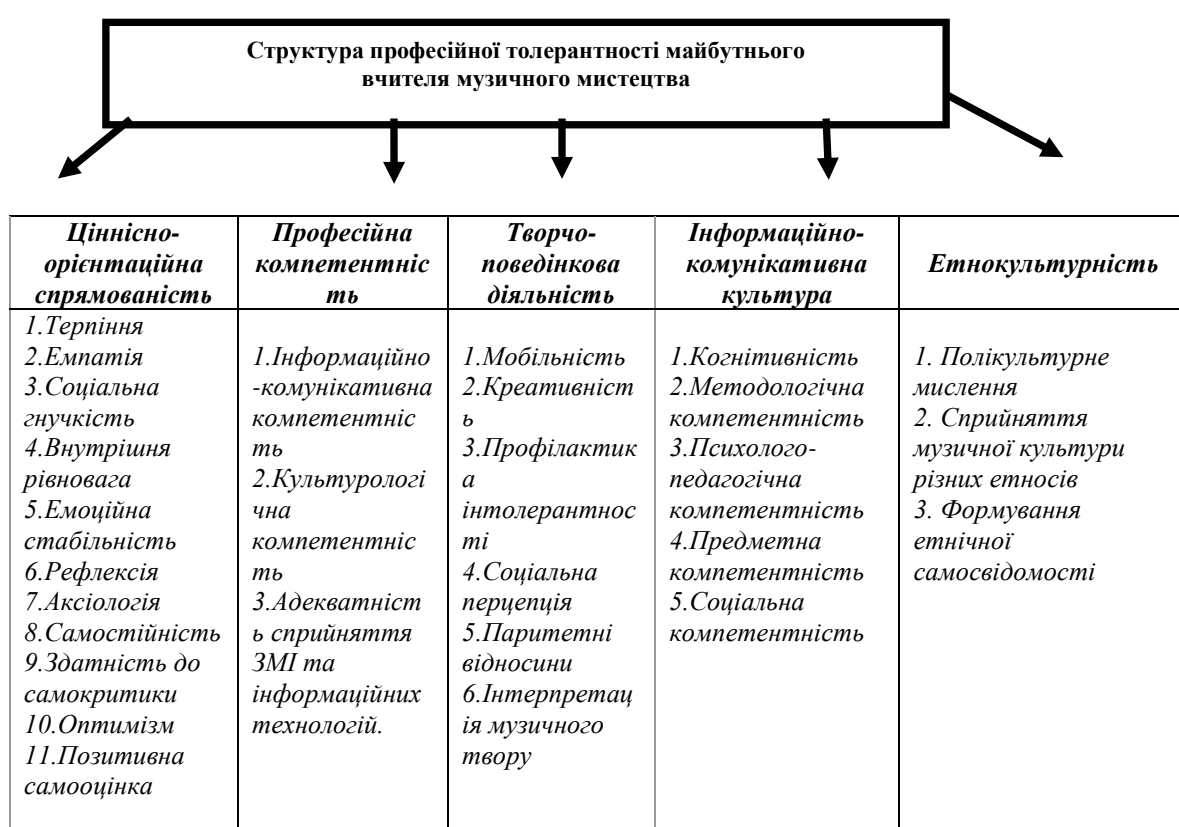 Структура професійної толерантності майбутнього
вчителя музичного мистецтва
Ціннісно-
орієнтаційна
спрямованість
Професійна
компетентніс
ть
Творчо-
поведінкова
діяльність
Інформаційно-
комунікативна
культура
Етнокультурність
1.Терпіння
2.Емпатія
3.Соціальна
гнучкість
4.Внутрішня
рівновага
5.Емоційна
стабільність
6.Рефлексія
7.Аксіологія
8.Самостійність
9.Здатність до
самокритики
10.Оптимізм
11.Позитивна
самооцінка
1.Інформаційно
-комунікативна
компетентніс
ть
2.Культурологі
чна
компетентніс
ть
3.Адекватніст
ь сприйняття
ЗМІ та
інформаційних
технологій.
1.Мобільність
2.Креативніст
ь
3.Профілактик
а
інтолерантнос
ті
4.Соціальна
перцепція
5.Паритетні
відносини
6.Інтерпретац
ія музичного
твору
1.Когнітивність
2.Методологічна
компетентність
3.Психолого-
педагогічна
компетентність
4.Предметна
компетентність
5.Соціальна
компетентність
1. Полікультурне
мислення
2. Сприйняття
музичної культури
різних етносів
3. Формування
етнічної
самосвідомості